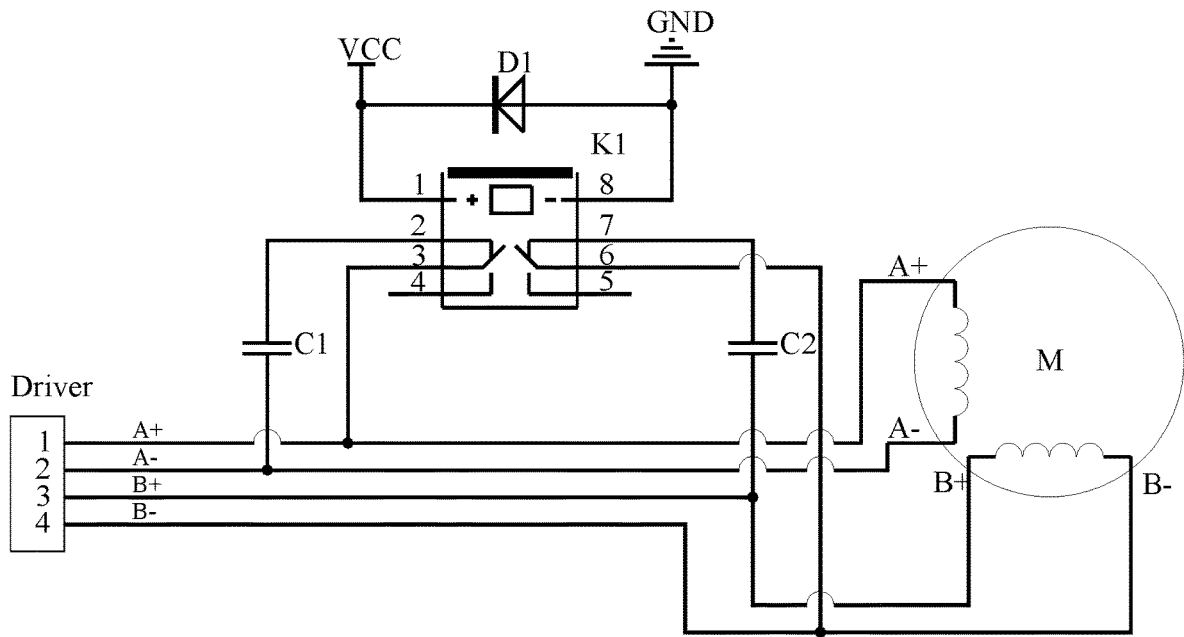 GND
VCC
D1
K1
1 + - 8
2 7
3 6
4 5
A+
C1 C2
M
Driver
1 A+
A-
2 A-
3 B+
B+ B-
4 B-